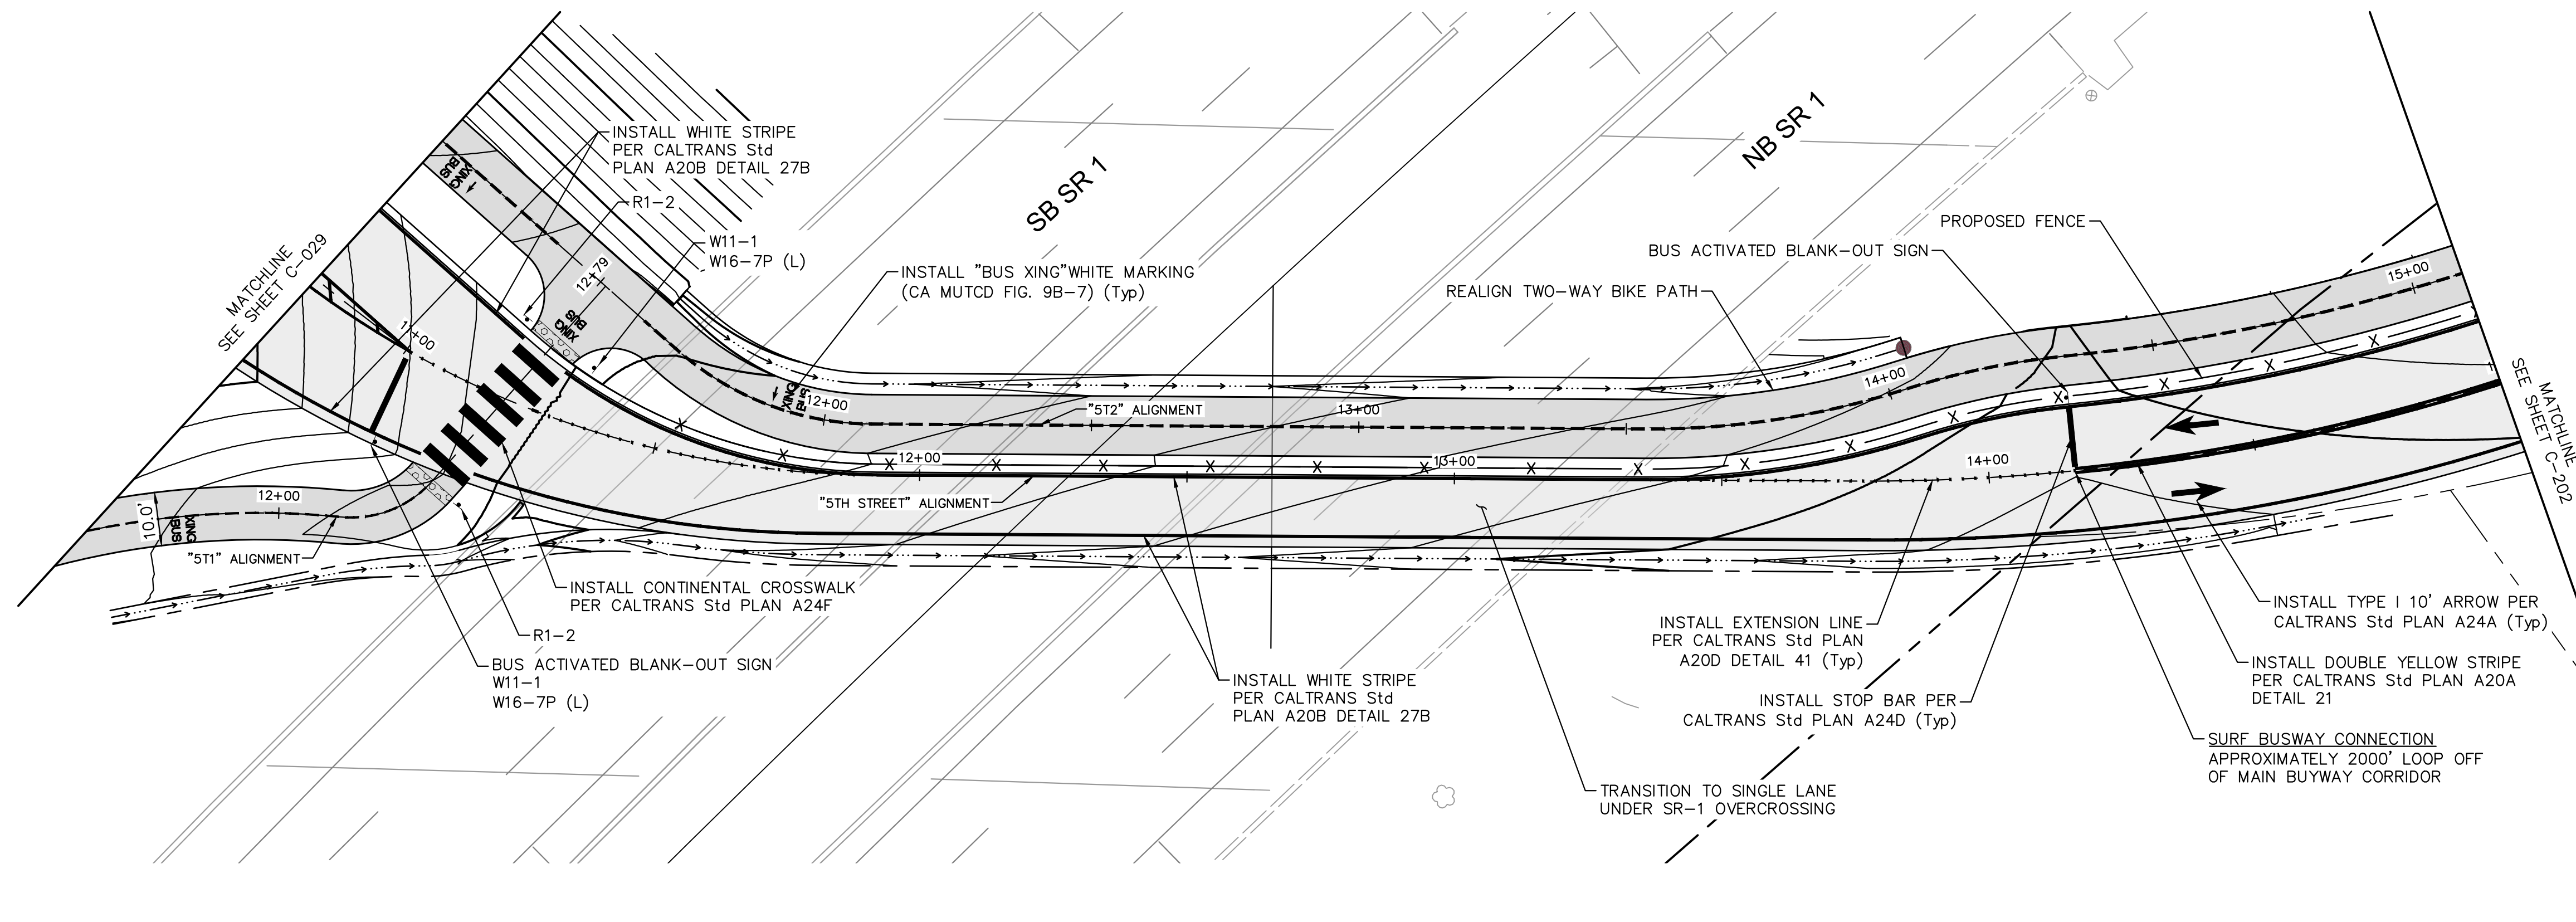 MATCHLINE
SEE SHEET C-029
XING
BUS
INSTALL WHITE STRIPE
PER CALTRANS Std
PLAN A20B DETAIL 27B
R1-2
W11-1
W16-7P (L)
12+79
XING
BUS
11+00
INSTALL "BUS XING"WHITE MARKING
(CA MUTCD FIG. 9B-7) (Typ)
SB SR 1
NB SR 1
PROPOSED FENCE
BUS ACTIVATED BLANK-OUT SIGN
REALIGN TWO-WAY BIKE PATH
15+00
14+00
XING
BUS
12+00
"5T2" ALIGNMENT
13+00
12+00
13+00
14+00
"5TH STREET" ALIGNMENT
12+00
10.0'
XING
BUS
"5T1" ALIGNMENT
MATCHLINE
SEE SHEET C-202
INSTALL CONTINENTAL CROSSWALK
PER CALTRANS Std PLAN A24F
R1-2
BUS ACTIVATED BLANK-OUT SIGN
W11-1
W16-7P (L)
INSTALL WHITE STRIPE
PER CALTRANS Std
PLAN A20B DETAIL 27B
INSTALL EXTENSION LINE
PER CALTRANS Std PLAN
A20D DETAIL 41 (Typ)
INSTALL STOP BAR PER
CALTRANS Std PLAN A24D (Typ)
TRANSITION TO SINGLE LANE
UNDER SR-1 OVERCROSSING
INSTALL TYPE I 10' ARROW PER
CALTRANS Std PLAN A24A (Typ)
INSTALL DOUBLE YELLOW STRIPE
PER CALTRANS Std PLAN A20A
DETAIL 21
SURF BUSWAY CONNECTION
APPROXIMATELY 2000' LOOP OFF
OF MAIN BUYWAY CORRIDOR